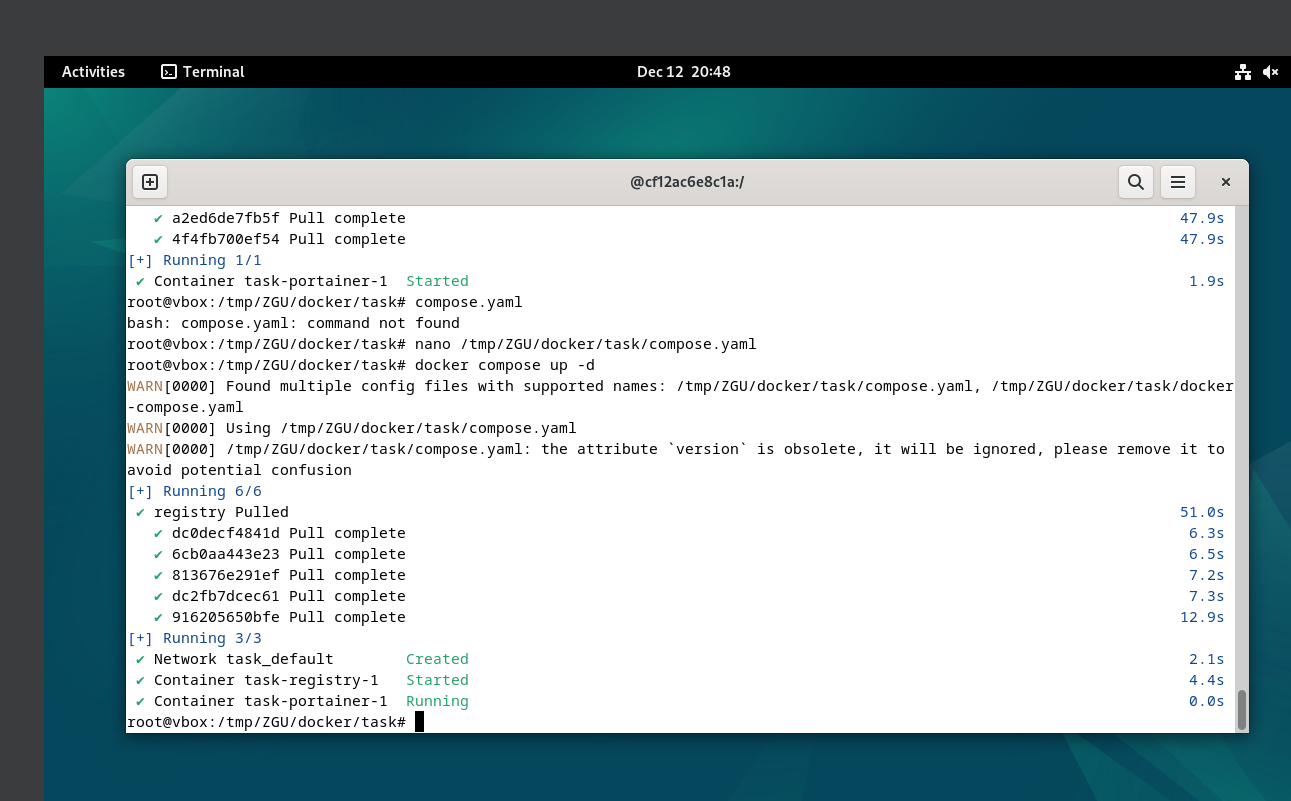 Activities Terminal Dec 12 20:48
@cf12ac6e8c1a:/
✔ a2ed6de7fb5f Pull complete 47.9s
✔ 4f4fb700ef54 Pull complete 47.9s
[+] Running 1/1
✔ Container task-portainer-1 Started 1.9s
root@vbox:/tmp/ZGU/docker/task# compose.yaml
bash: compose.yaml: command not found
root@vbox:/tmp/ZGU/docker/task# nano /tmp/ZGU/docker/task/compose.yaml
root@vbox:/tmp/ZGU/docker/task# docker compose up -d
WARN[0000] Found multiple config files with supported names: /tmp/ZGU/docker/task/compose.yaml, /tmp/ZGU/docker/task/docker
-compose.yaml
WARN[0000] Using /tmp/ZGU/docker/task/compose.yaml
WARN[0000] /tmp/ZGU/docker/task/compose.yaml: the attribute `version` is obsolete, it will be ignored, please remove it to
avoid potential confusion
[+] Running 6/6
✔ registry Pulled 51.0s
✔ dc0decf4841d Pull complete 6.3s
✔ 6cb0aa443e23 Pull complete 6.5s
✔ 813676e291ef Pull complete 7.2s
✔ dc2fb7dcec61 Pull complete 7.3s
✔ 916205650bfe Pull complete 12.9s
[+] Running 3/3
✔ Network task_default Created 2.1s
✔ Container task-registry-1 Started 4.4s
✔ Container task-portainer-1 Running 0.0s
root@vbox:/tmp/ZGU/docker/task#